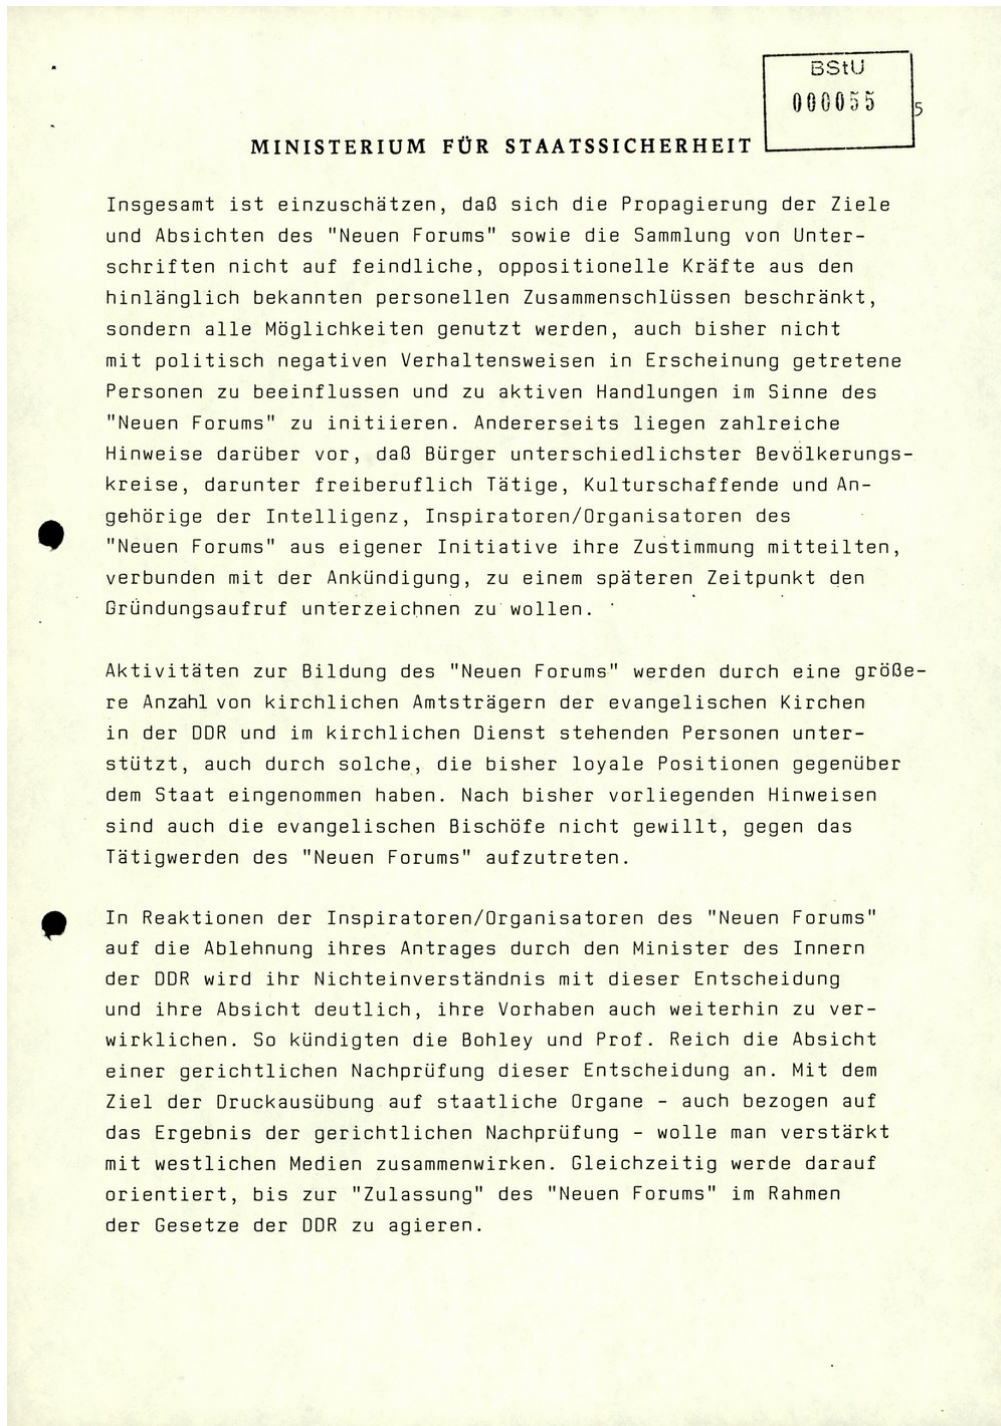 BStU
000055
5
MINISTERIUM FÜR STAATSSICHERHEIT
Insgesamt ist einzuschätzen, daß sich die Propagierung der Ziele
und Absichten des "Neuen Forums" sowie die Sammlung von Unter-
schriften nicht auf feindliche, oppositionelle Kräfte aus den
hinlänglich bekannten personellen Zusammenschlüssen beschränkt,
sondern alle Möglichkeiten genutzt werden, auch bisher nicht
mit politisch negativen Verhaltensweisen in Erscheinung getretene
Personen zu beeinflussen und zu aktiven Handlungen im Sinne des
"Neuen Forums" zu initiieren. Andererseits liegen zahlreiche
Hinweise darüber vor, daß Bürger unterschiedlichster Bevölkerungs-
kreise, darunter freiberuflich Tätige, Kulturschaffende und An-
gehörige der Intelligenz, Inspiratoren/Organisatoren des
"Neuen Forums" aus eigener Initiative ihre Zustimmung mitteilten,
verbunden mit der Ankündigung, zu einem späteren Zeitpunkt den
Gründungsaufruf unterzeichnen zu wollen.
Aktivitäten zur Bildung des "Neuen Forums" werden durch eine größe-
re Anzahl von kirchlichen Amtsträgern der evangelischen Kirchen
in der DDR und im kirchlichen Dienst stehenden Personen unter-
stützt, auch durch solche, die bisher loyale Positionen gegenüber
dem Staat eingenommen haben. Nach bisher vorliegenden Hinweisen
sind auch die evangelischen Bischöfe nicht gewillt, gegen das
Tätigwerden des "Neuen Forums" aufzutreten.
In Reaktionen der Inspiratoren/Organisatoren des "Neuen Forums"
auf die Ablehnung ihres Antrages durch den Minister des Innern
der DDR wird ihr Nichteinverständnis mit dieser Entscheidung
und ihre Absicht deutlich, ihre Vorhaben auch weiterhin zu ver-
wirklichen. So kündigten die Bohley und Prof. Reich die Absicht
einer gerichtlichen Nachprüfung dieser Entscheidung an. Mit dem
Ziel der Druckausübung auf staatliche Organe - auch bezogen auf
das Ergebnis der gerichtlichen Nachprüfung - wolle man verstärkt
mit westlichen Medien zusammenwirken. Gleichzeitig werde darauf
orientiert, bis zur "Zulassung" des "Neuen Forums" im Rahmen
der Gesetze der DDR zu agieren.